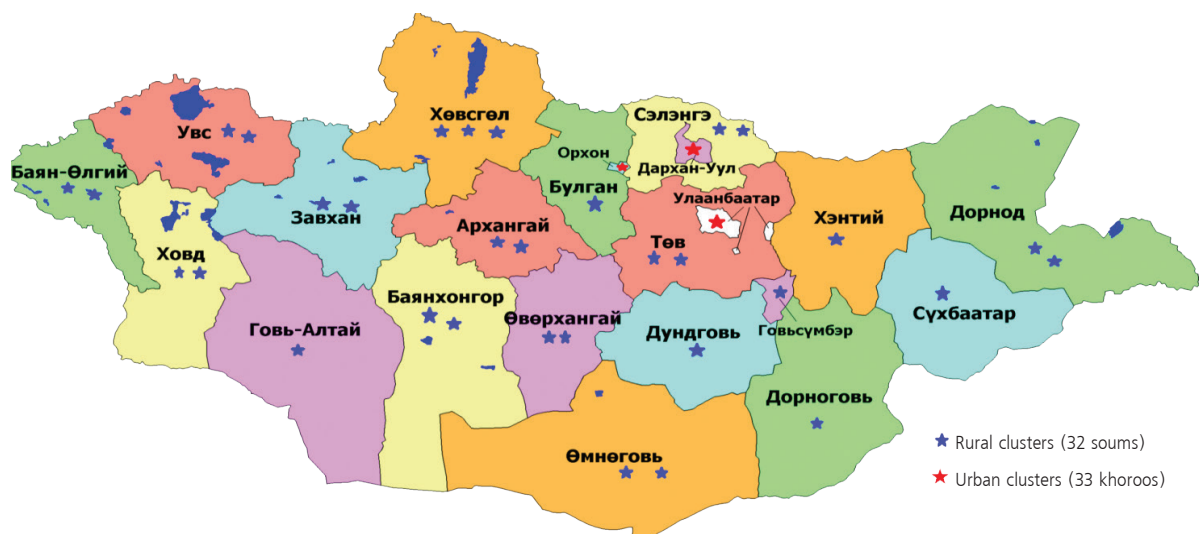 Хөвсгөл
Сэлэнгэ
Увс
Орхон
Дархан-Уул
Баян-Өлгий
Булган
Улаанбаатар
Дорнод
Завхан
Архангай
Хэнтий
Төв
Ховд
Баянхонгор
Өвөрхангай
Говь-Алтай
Дундговь
Говьсүмбэр
Сүхбаатар
Дорноговь
Өмнөговь
Rural clusters (32 soums)
Urban clusters (33 khoroos)